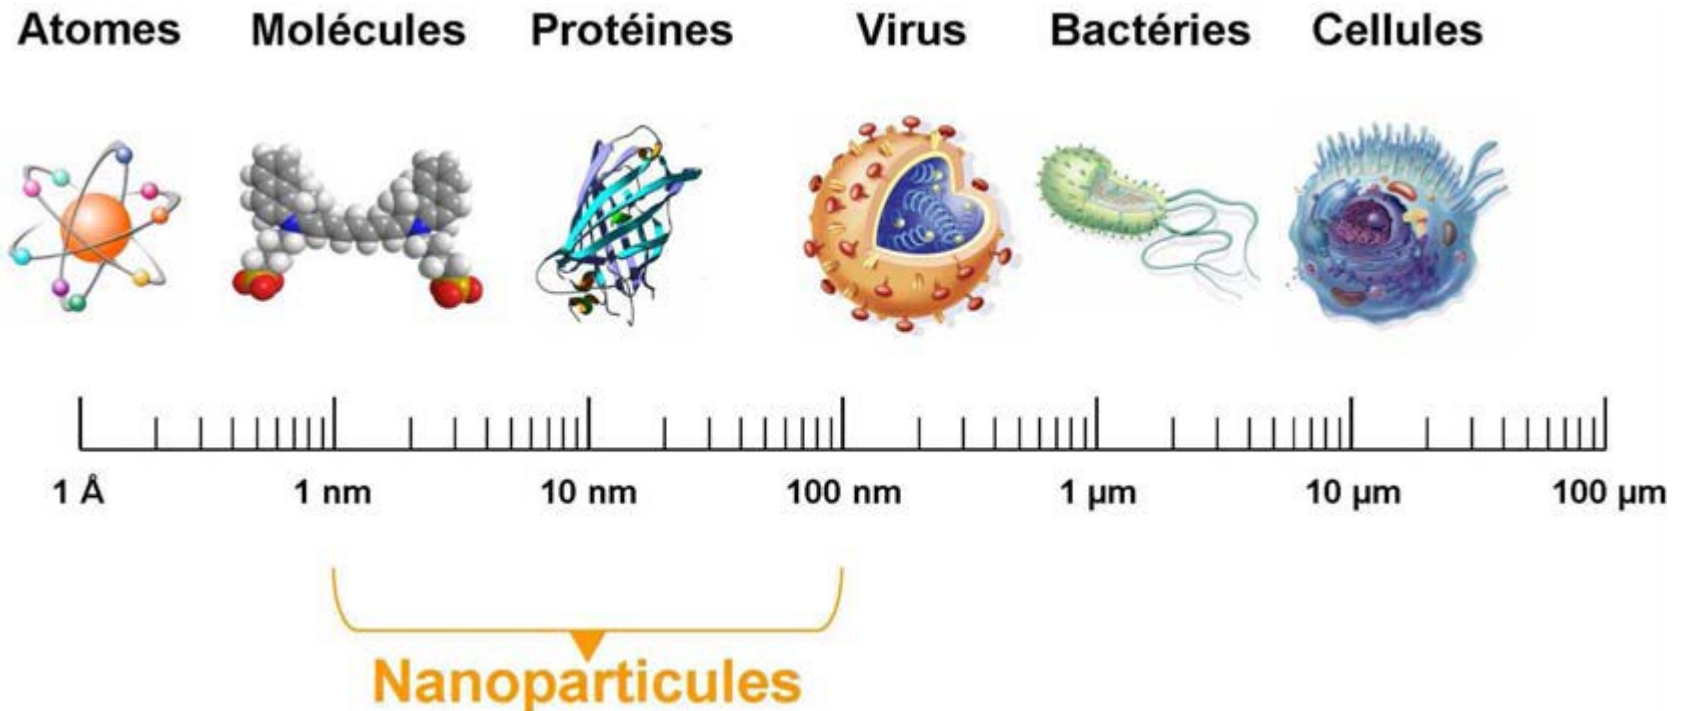 Atomes Molécules Protéines Virus Bactéries Cellules
1 Å 1 nm 10 nm 100 nm 1 µm 10 µm 100 µm
Nanoparticules